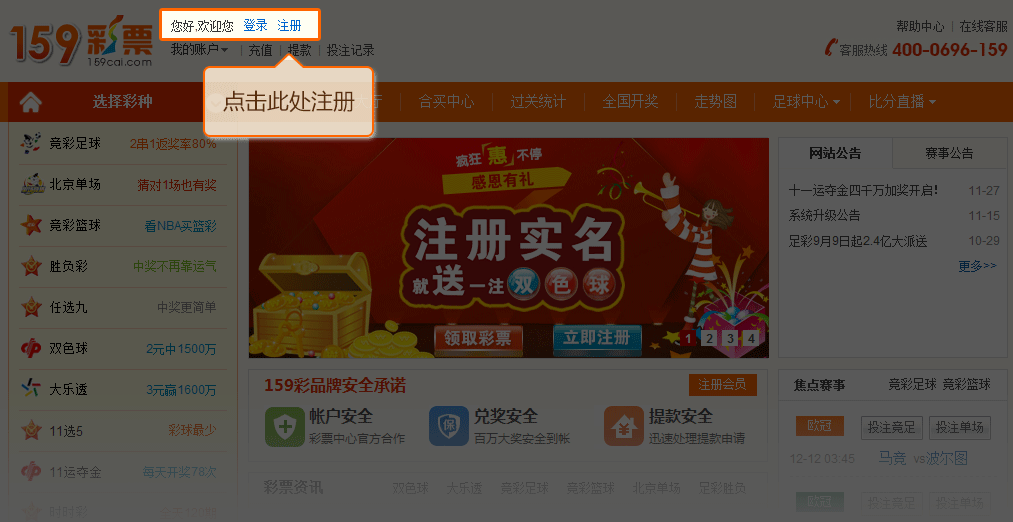 159彩票
159cai.com
您好,欢迎您 登录 注册
我的账户 | 充值 | 提款 | 投注记录
帮助中心 | 在线客服
客服热线 400-0696-159
点击此处注册
选择彩种 厅 合买中心 过关统计 全国开奖 走势图 足球中心 比分直播
竞彩足球 2串1返奖率80%
北京单场 猜对1场也有奖
竞彩篮球 看NBA买篮彩
胜负彩 中奖不再靠运气
任选九 中奖更简单
双色球 2元中1500万
大乐透 3元赢1600万
11选5 彩球最少
11运夺金 每天开奖78次
时时彩
疯狂“惠”不停
感恩有礼
注册实名
就送一注双色球
领取彩票 立即注册
1 2 3 4
网站公告 赛事公告
十一运夺金四千万加奖开启! 11-27
系统升级公告 11-15
足彩9月9日起2.4亿大派送 10-29
更多>>
159彩品牌安全承诺 注册会员
帐户安全
彩票中心官方合作
兑奖安全
百万大奖安全到帐
提款安全
迅速处理提款申请
彩票资讯 双色球 大乐透 竞彩足球 竞彩篮球 北京单场 足彩胜负
焦点赛事 竞彩足球 竞彩篮球
欧冠 投注竞足 投注单场
12-12 03:45 马竞 vs波尔图
欧冠 投注竞足 投注单场